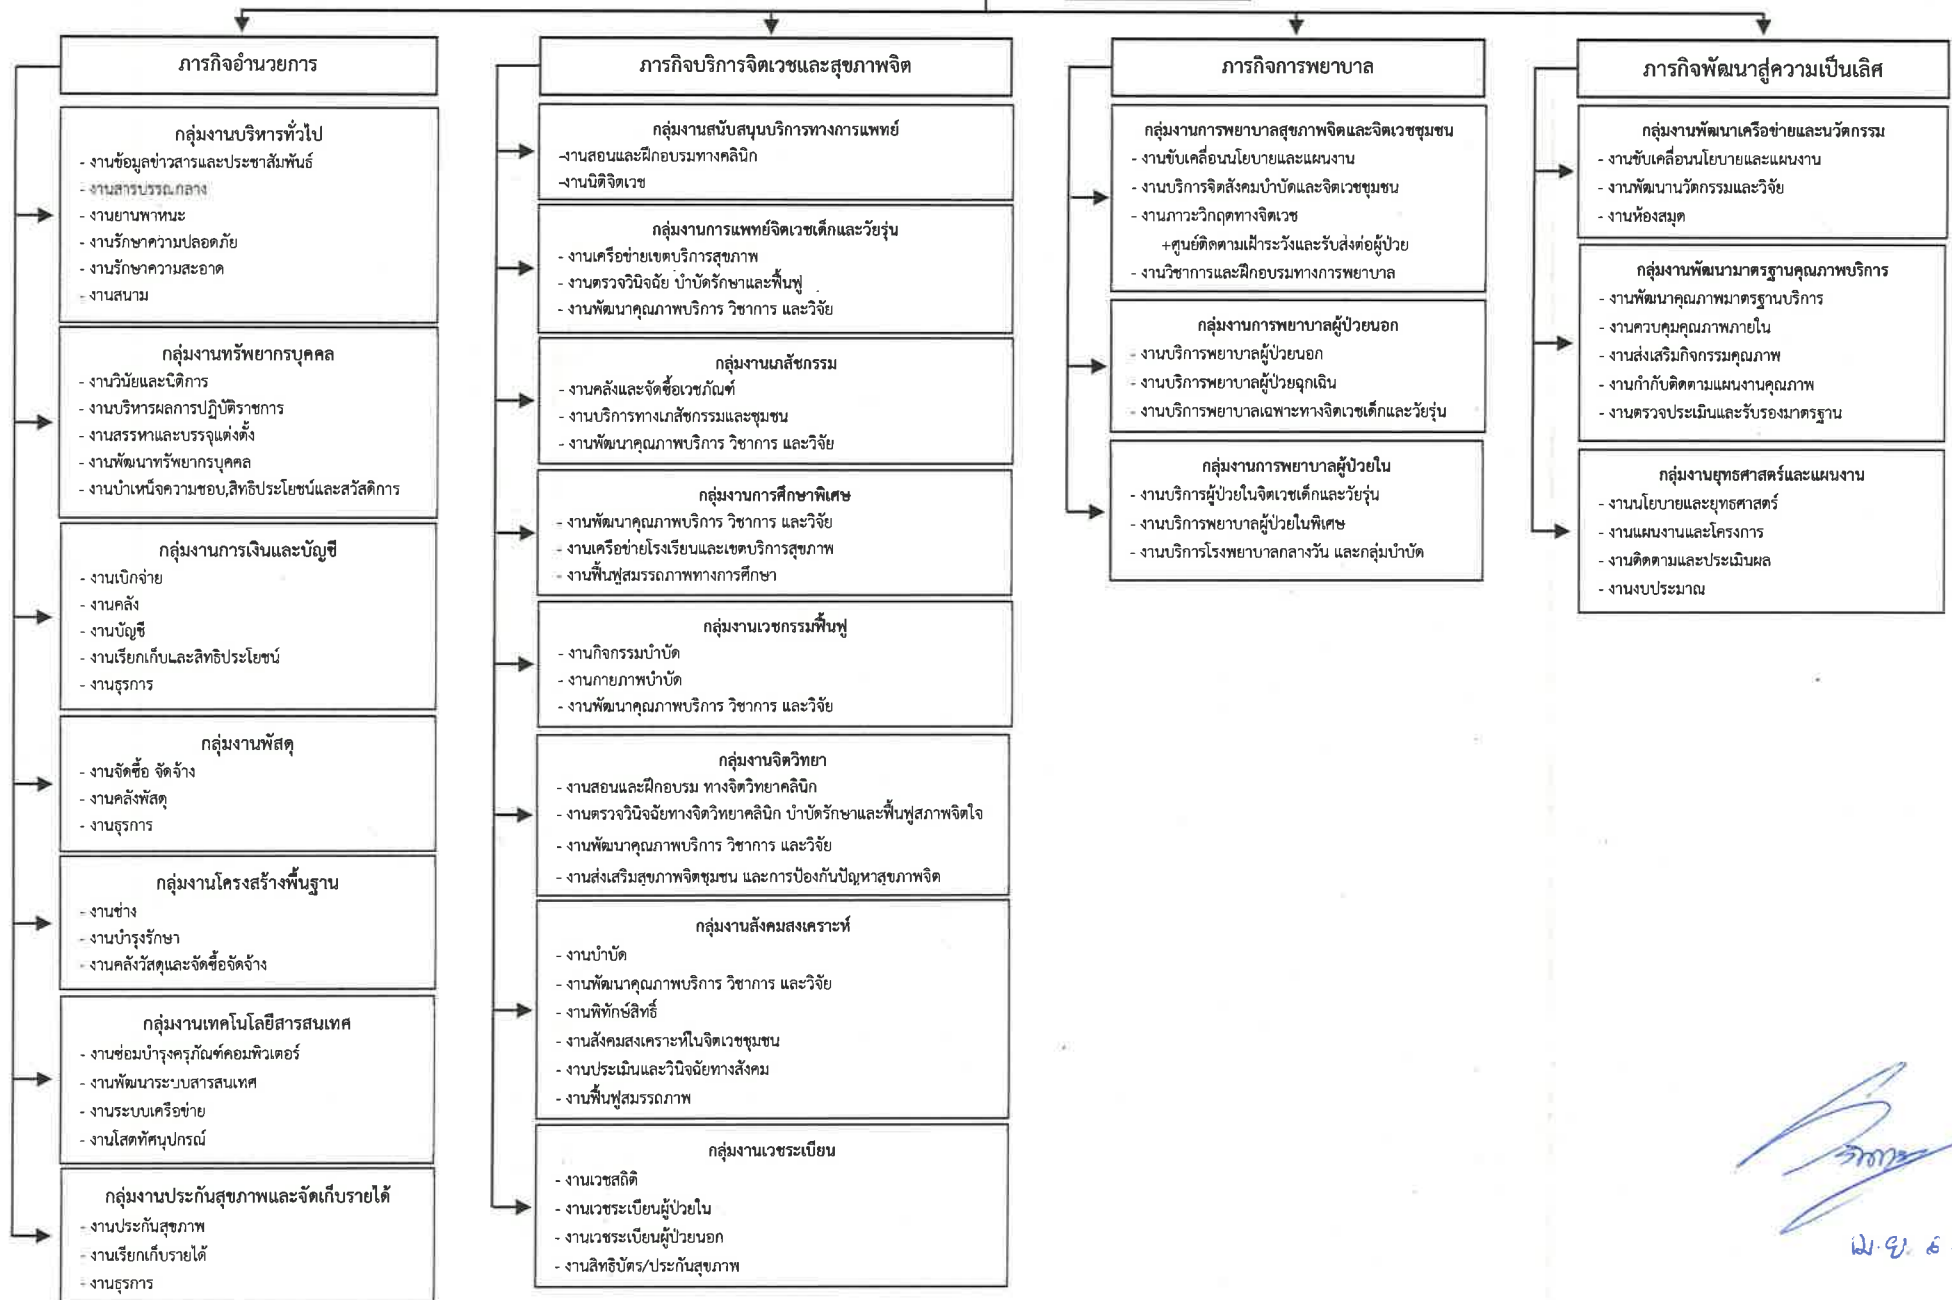 ภารกิจอำนวยการ
กลุ่มงานบริหารทั่วไป
- งานข้อมูลข่าวสารและประชาสัมพันธ์
- งานสารบรรณกลาง
- งานยานพาหนะ
- งานรักษาความปลอดภัย
- งานรักษาความสะอาด
- งานสนาม
กลุ่มงานทรัพยากรบุคคล
- งานวินัยและนิติการ
- งานบริหารผลการปฏิบัติราชการ
- งานสรรหาและบรรจุแต่งตั้ง
- งานพัฒนาทรัพยากรบุคคล
- งานบำเหน็จความชอบ,สิทธิประโยชน์และสวัสดิการ
กลุ่มงานการเงินและบัญชี
- งานเบิกจ่าย
- งานคลัง
- งานบัญชี
- งานเรียกเก็บและสิทธิประโยชน์
- งานธุรการ
กลุ่มงานพัสดุ
- งานจัดซื้อ จัดจ้าง
- งานคลังพัสดุ
- งานธุรการ
กลุ่มงานโครงสร้างพื้นฐาน
- งานช่าง
- งานบำรุงรักษา
- งานคลังวัสดุและจัดซื้อจัดจ้าง
กลุ่มงานเทคโนโลยีสารสนเทศ
- งานซ่อมบำรุงครุภัณฑ์คอมพิวเตอร์
- งานพัฒนาระบบสารสนเทศ
- งานระบบเครือข่าย
- งานโสตทัศนุปกรณ์
กลุ่มงานประกันสุขภาพและจัดเก็บรายได้
- งานประกันสุขภาพ
- งานเรียกเก็บรายได้
- งานธุรการ
ภารกิจบริการจิตเวชและสุขภาพจิต
กลุ่มงานสนับสนุนบริการทางการแพทย์
-งานสอนและฝึกอบรมทางคลินิก
-งานนิติจิตเวช
กลุ่มงานการแพทย์จิตเวชเด็กและวัยรุ่น
- งานเครือข่ายเขตบริการสุขภาพ
- งานตรวจวินิจฉัย บำบัดรักษาและฟื้นฟู
- งานพัฒนาคุณภาพบริการ วิชาการ และวิจัย
กลุ่มงานเภสัชกรรม
- งานคลังและจัดซื้อเวชภัณฑ์
- งานบริการทางเภสัชกรรมและชุมชน
- งานพัฒนาคุณภาพบริการ วิชาการ และวิจัย
กลุ่มงานการศึกษาพิเศษ
- งานพัฒนาคุณภาพบริการ วิชาการ และวิจัย
- งานเครือข่ายโรงเรียนและเขตบริการสุขภาพ
- งานฟื้นฟูสมรรถภาพทางการศึกษา
กลุ่มงานเวชกรรมฟื้นฟู
- งานกิจกรรมบำบัด
- งานกายภาพบำบัด
- งานพัฒนาคุณภาพบริการ วิชาการ และวิจัย
กลุ่มงานจิตวิทยา
- งานสอนและฝึกอบรม ทางจิตวิทยาคลินิก
- งานตรวจวินิจฉัยทางจิตวิทยาคลินิก บำบัดรักษาและฟื้นฟูสภาพจิตใจ
- งานพัฒนาคุณภาพบริการ วิชาการ และวิจัย
- งานส่งเสริมสุขภาพจิตชุมชน และการป้องกันปัญหาสุขภาพจิต
กลุ่มงานสังคมสงเคราะห์
- งานบำบัด
- งานพัฒนาคุณภาพบริการ วิชาการ และวิจัย
- งานพิทักษ์สิทธิ์
- งานสังคมสงเคราะห์ในจิตเวชชุมชน
- งานประเมินและวินิจฉัยทางสังคม
- งานฟื้นฟูสมรรถภาพ
กลุ่มงานเวชระเบียน
- งานเวชสถิติ
- งานเวชระเบียนผู้ป่วยใน
- งานเวชระเบียนผู้ป่วยนอก
- งานสิทธิบัตร/ประกันสุขภาพ
ภารกิจการพยาบาล
กลุ่มงานการพยาบาลสุขภาพจิตและจิตเวชชุมชน
- งานขับเคลื่อนนโยบายและแผนงาน
- งานบริการจิตสังคมบำบัดและจิตเวชชุมชน
- งานภาวะวิกฤตทางจิตเวช
+ศูนย์ติดตามเฝ้าระวังและรับส่งต่อผู้ป่วย
- งานวิชาการและฝึกอบรมทางการพยาบาล
กลุ่มงานการพยาบาลผู้ป่วยนอก
- งานบริการพยาบาลผู้ป่วยนอก
- งานบริการพยาบาลผู้ป่วยฉุกเฉิน
- งานบริการพยาบาลเฉพาะทางจิตเวชเด็กและวัยรุ่น
กลุ่มงานการพยาบาลผู้ป่วยใน
- งานบริการผู้ป่วยในจิตเวชเด็กและวัยรุ่น
- งานบริการพยาบาลผู้ป่วยในพิเศษ
- งานบริการโรงพยาบาลกลางวัน และกลุ่มบำบัด
ภารกิจพัฒนาสู่ความเป็นเลิศ
กลุ่มงานพัฒนาเครือข่ายและนวัตกรรม
- งานขับเคลื่อนนโยบายและแผนงาน
- งานพัฒนานวัตกรรมและวิจัย
- งานห้องสมุด
กลุ่มงานพัฒนามาตรฐานคุณภาพบริการ
- งานพัฒนาคุณภาพมาตรฐานบริการ
- งานควบคุมคุณภาพภายใน
- งานส่งเสริมกิจกรรมคุณภาพ
- งานกำกับติดตามแผนงานคุณภาพ
- งานตรวจประเมินและรับรองมาตรฐาน
กลุ่มงานยุทธศาสตร์และแผนงาน
- งานนโยบายและยุทธศาสตร์
- งานแผนงานและโครงการ
- งานติดตามและประเมินผล
- งานงบประมาณ
เม.ย.